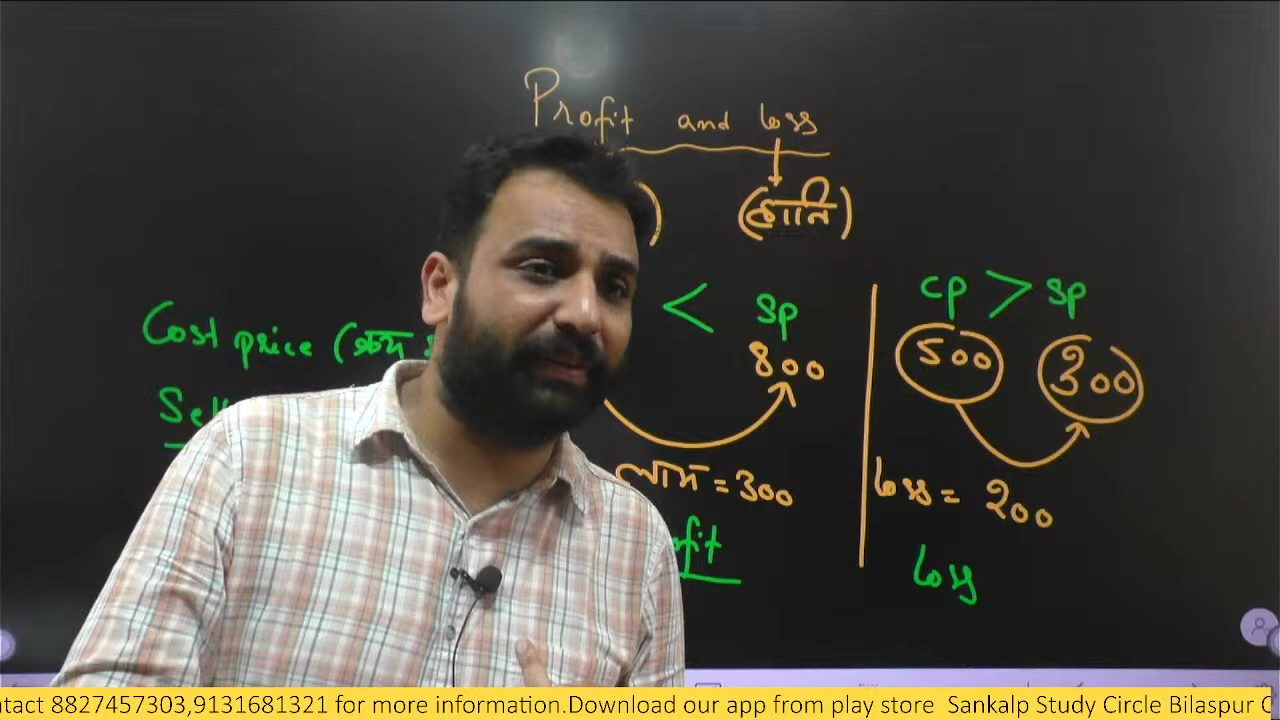 Profit and loss
(हानि)
Cost price (क्रय
Sell
< SP
800
लाभ = 300
ofit
CP > SP
500 300
loss = 200
loss
ntact 8827457303,9131681321 for more information.Download our app from play store Sankalp Study Circle Bilaspur C